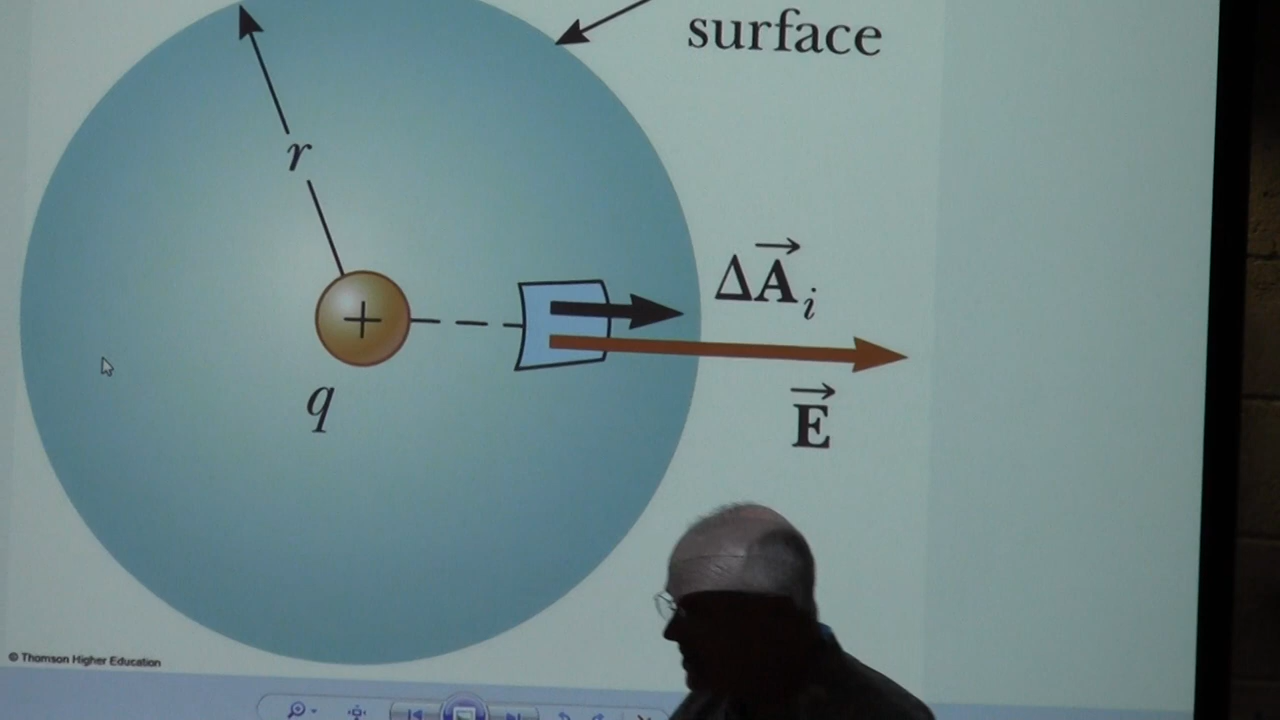 surface
r
ΔA⃗ᵢ
+
q
E⃗
© Thomson Higher Education